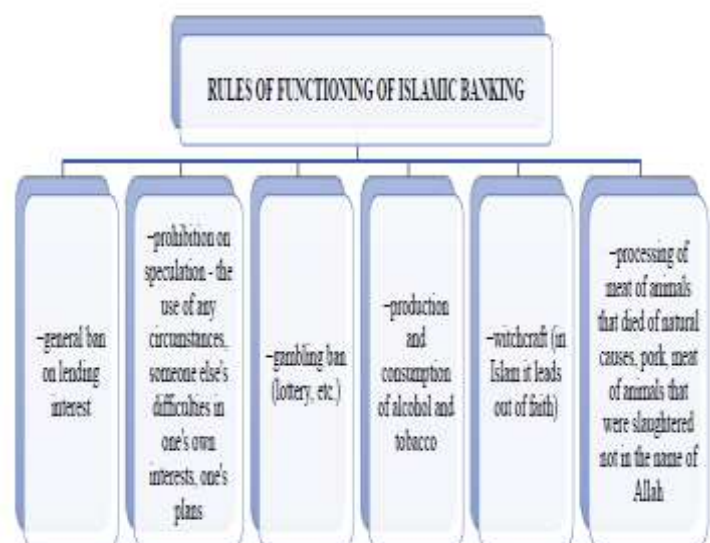 RULES OF FUNCTIONING OF ISLAMIC BANKING
–general ban
on lending
interest
–prohibition on
speculation - the
use of any
circumstances,
someone else's
difficulties in
one's own
interests, one's
plans
–gambling ban
(lottery, etc.)
–production
and
consumption
of alcohol and
tobacco
–witchcraft (in
Islam it leads
out of faith)
–processing of
meat of animals
that died of natural
causes, pork, meat
of animals that
were slaughtered
not in the name of
Allah